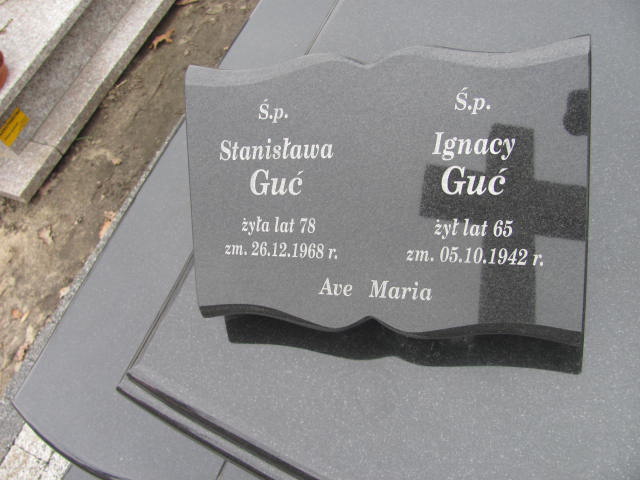 Ś.p.
Stanisława
Guć
żyła lat 78
zm. 26.12.1968 r.
Ś.p.
Ignacy
Guć
żył lat 65
zm. 05.10.1942 r.
Ave Maria